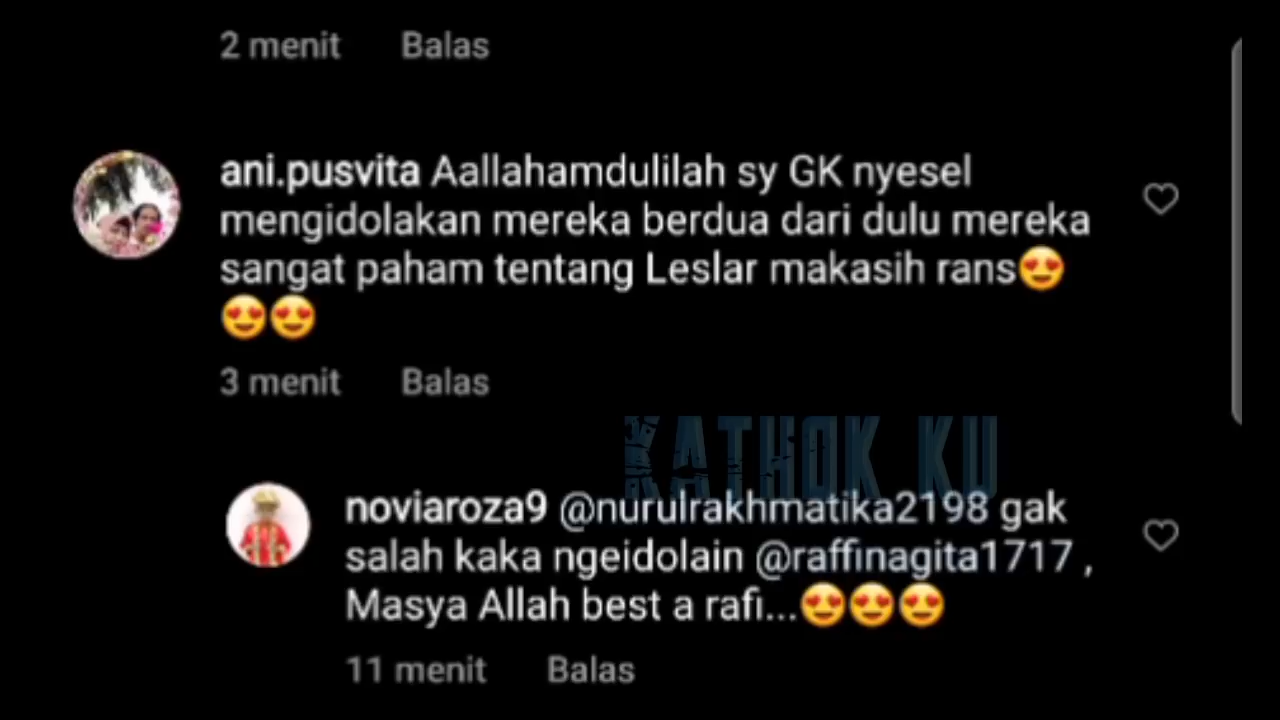 2 menit Balas
ani.pusvita Aallahamdulilah sy GK nyesel
mengidolakan mereka berdua dari dulu mereka
sangat paham tentang Leslar makasih rans😍
😍😍
3 menit Balas
KATHOK KU
noviaroza9 @nurulrakhmatika2198 gak
salah kaka ngeidolain @raffinagita1717 ,
Masya Allah best a rafi...😍😍😍
11 menit Balas